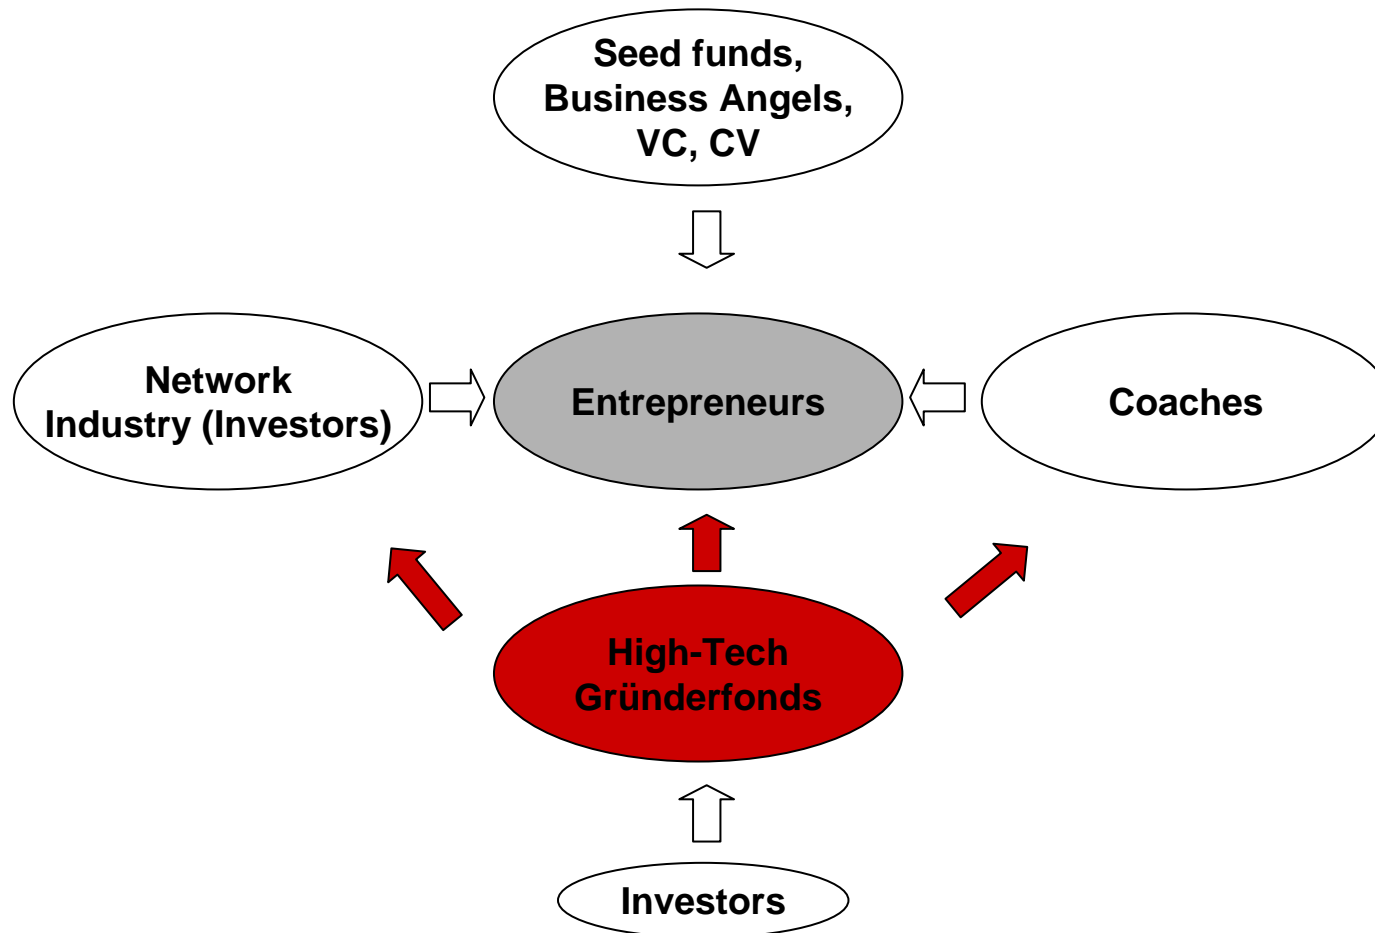 Seed funds,
Business Angels,
VC, CV
Network
Industry (Investors)
Entrepreneurs
Coaches
High-Tech
Gründerfonds
Investors